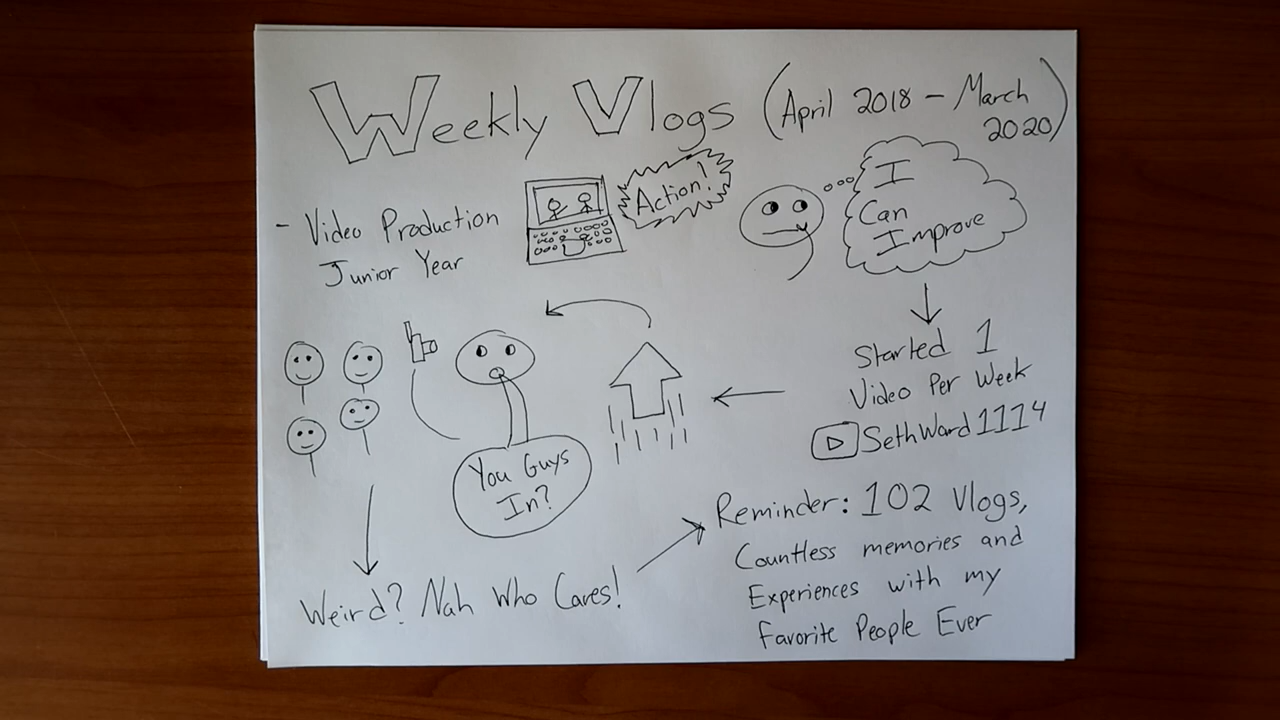 Weekly Vlogs (April 2018 - March
2020)
- Video Production
Junior Year
Action!
I
Can
Improve
Started 1
Video Per Week
SethWard1114
You Guys
In?
Weird? Nah Who Cares!
Reminder: 102 Vlogs,
Countless memories and
Experiences with my
Favorite People Ever